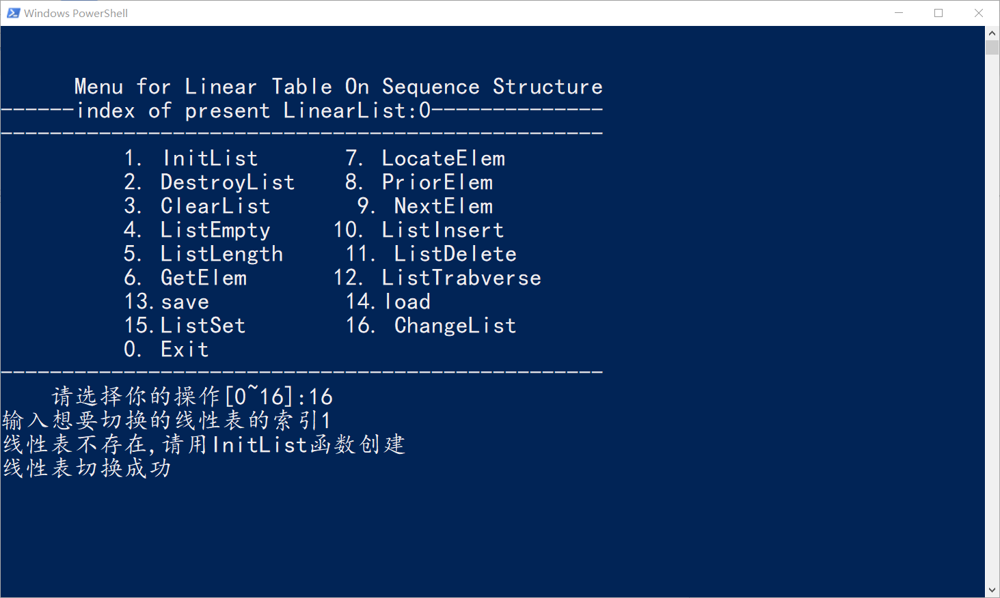 Windows PowerShell
Menu for Linear Table On Sequence Structure
------index of present LinearList:0--------------
-------------------------------------------------
1. InitList 7. LocateElem
2. DestroyList 8. PriorElem
3. ClearList 9. NextElem
4. ListEmpty 10. ListInsert
5. ListLength 11. ListDelete
6. GetElem 12. ListTrabverse
13.save 14.load
15.ListSet 16. ChangeList
0. Exit
-------------------------------------------------
请选择你的操作[0~16]:16
输入想要切换的线性表的索引1
线性表不存在,请用InitList函数创建
线性表切换成功